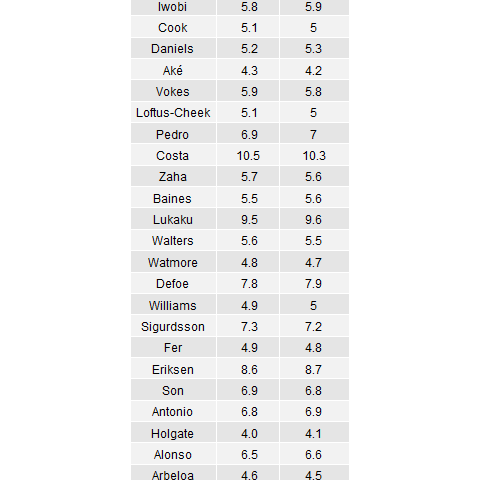 Iwobi 5.8 5.9
Cook 5.1 5
Daniels 5.2 5.3
Aké 4.3 4.2
Vokes 5.9 5.8
Loftus-Cheek 5.1 5
Pedro 6.9 7
Costa 10.5 10.3
Zaha 5.7 5.6
Baines 5.5 5.6
Lukaku 9.5 9.6
Walters 5.6 5.5
Watmore 4.8 4.7
Defoe 7.8 7.9
Williams 4.9 5
Sigurdsson 7.3 7.2
Fer 4.9 4.8
Eriksen 8.6 8.7
Son 6.9 6.8
Antonio 6.8 6.9
Holgate 4.0 4.1
Alonso 6.5 6.6
Arbeloa 4.6 4.5